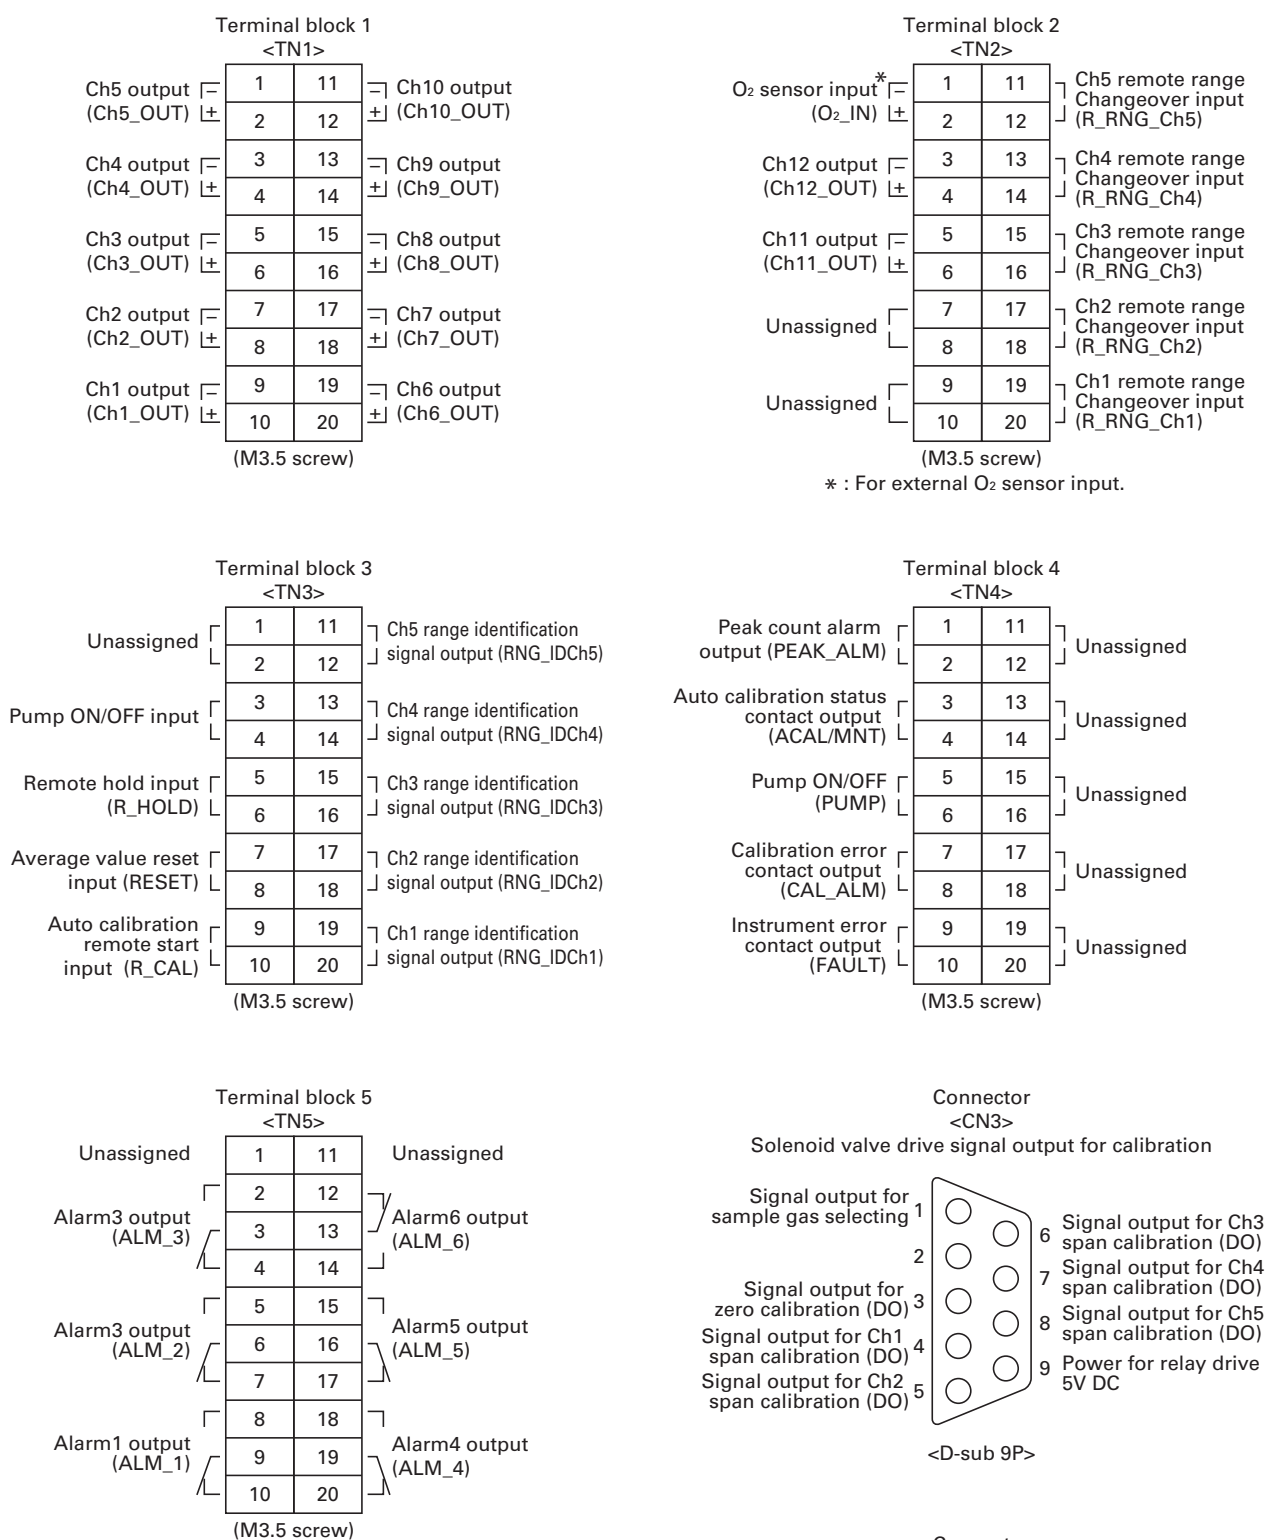 Terminal block 1
<TN1>
Ch5 output − 1 11 − Ch10 output
(Ch5_OUT) + 2 12 + (Ch10_OUT)
Ch4 output − 3 13 − Ch9 output
(Ch4_OUT) + 4 14 + (Ch9_OUT)
Ch3 output − 5 15 − Ch8 output
(Ch3_OUT) + 6 16 + (Ch8_OUT)
Ch2 output − 7 17 − Ch7 output
(Ch2_OUT) + 8 18 + (Ch7_OUT)
Ch1 output − 9 19 − Ch6 output
(Ch1_OUT) + 10 20 + (Ch6_OUT)
(M3.5 screw)
Terminal block 2
<TN2>
O2 sensor input * − 1 11 Ch5 remote range
Changeover input
(O2_IN) + 2 12 (R_RNG_Ch5)
Ch12 output − 3 13 Ch4 remote range
Changeover input
(Ch12_OUT) + 4 14 (R_RNG_Ch4)
Ch11 output − 5 15 Ch3 remote range
Changeover input
(Ch11_OUT) + 6 16 (R_RNG_Ch3)
7 17 Ch2 remote range
Unassigned Changeover input
8 18 (R_RNG_Ch2)
9 19 Ch1 remote range
Unassigned Changeover input
10 20 (R_RNG_Ch1)
(M3.5 screw)
* : For external O2 sensor input.
Terminal block 3
<TN3>
1 11 Ch5 range identification
Unassigned
2 12 signal output (RNG_IDCh5)
Pump ON/OFF input 3 13 Ch4 range identification
4 14 signal output (RNG_IDCh4)
Remote hold input 5 15 Ch3 range identification
(R_HOLD) 6 16 signal output (RNG_IDCh3)
Average value reset 7 17 Ch2 range identification
input (RESET) 8 18 signal output (RNG_IDCh2)
Auto calibration 9 19 Ch1 range identification
remote start
input (R_CAL) 10 20 signal output (RNG_IDCh1)
(M3.5 screw)
Terminal block 4
<TN4>
Peak count alarm 1 11 Unassigned
output (PEAK_ALM) 2 12
Auto calibration status 3 13 Unassigned
contact output
(ACAL/MNT) 4 14
Pump ON/OFF 5 15 Unassigned
(PUMP) 6 16
Calibration error 7 17 Unassigned
contact output
(CAL_ALM) 8 18
Instrument error 9 19 Unassigned
contact output
(FAULT) 10 20
(M3.5 screw)
Terminal block 5
<TN5>
Unassigned 1 11 Unassigned
2 12
Alarm3 output 3 13 Alarm6 output
(ALM_3) (ALM_6)
4 14
5 15
Alarm3 output 6 16 Alarm5 output
(ALM_2) (ALM_5)
7 17
8 18
Alarm1 output 9 19 Alarm4 output
(ALM_1) (ALM_4)
10 20
(M3.5 screw)
Connector
<CN3>
Solenoid valve drive signal output for calibration
Signal output for
sample gas selecting 1
2
Signal output for
zero calibration (DO) 3
Signal output for Ch1
span calibration (DO) 4
Signal output for Ch2
span calibration (DO) 5
6 Signal output for Ch3
span calibration (DO)
7 Signal output for Ch4
span calibration (DO)
8 Signal output for Ch5
span calibration (DO)
9 Power for relay drive
5V DC
<D-sub 9P>